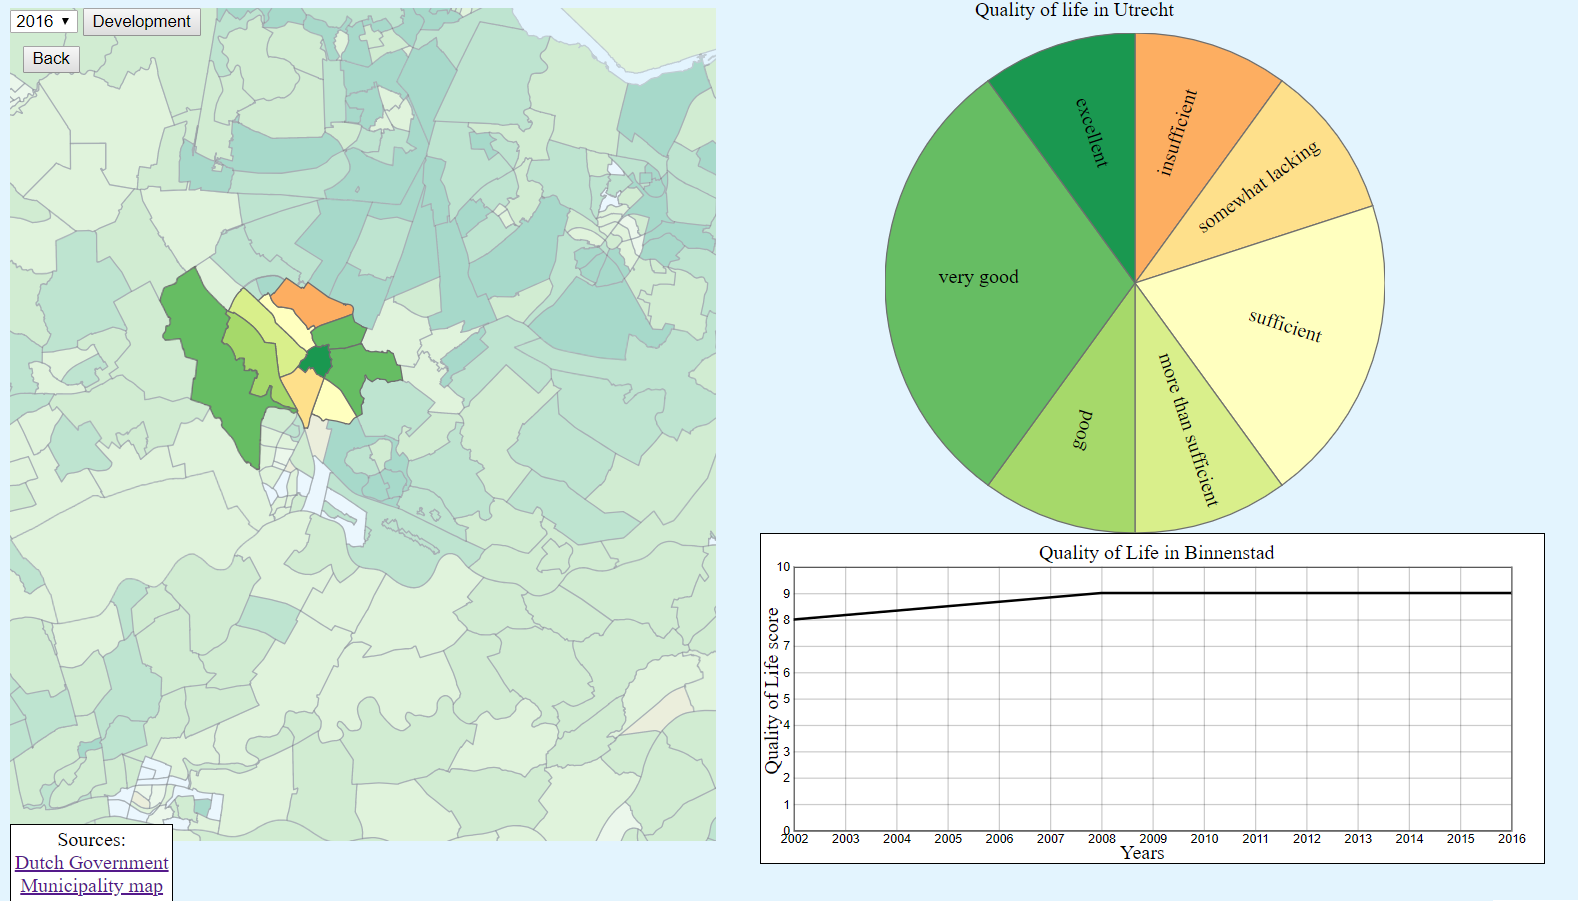 2016 ▼ Development
Back
Sources:
Dutch Government
Municipality map
Quality of life in Utrecht
excellent
insufficient
somewhat lacking
very good
sufficient
more than sufficient
good
Quality of Life in Binnenstad
Quality of Life score
10
9
8
7
6
5
4
3
2
1
0
2002 2003 2004 2005 2006 2007 2008 2009 2010 2011 2012 2013 2014 2015 2016
Years